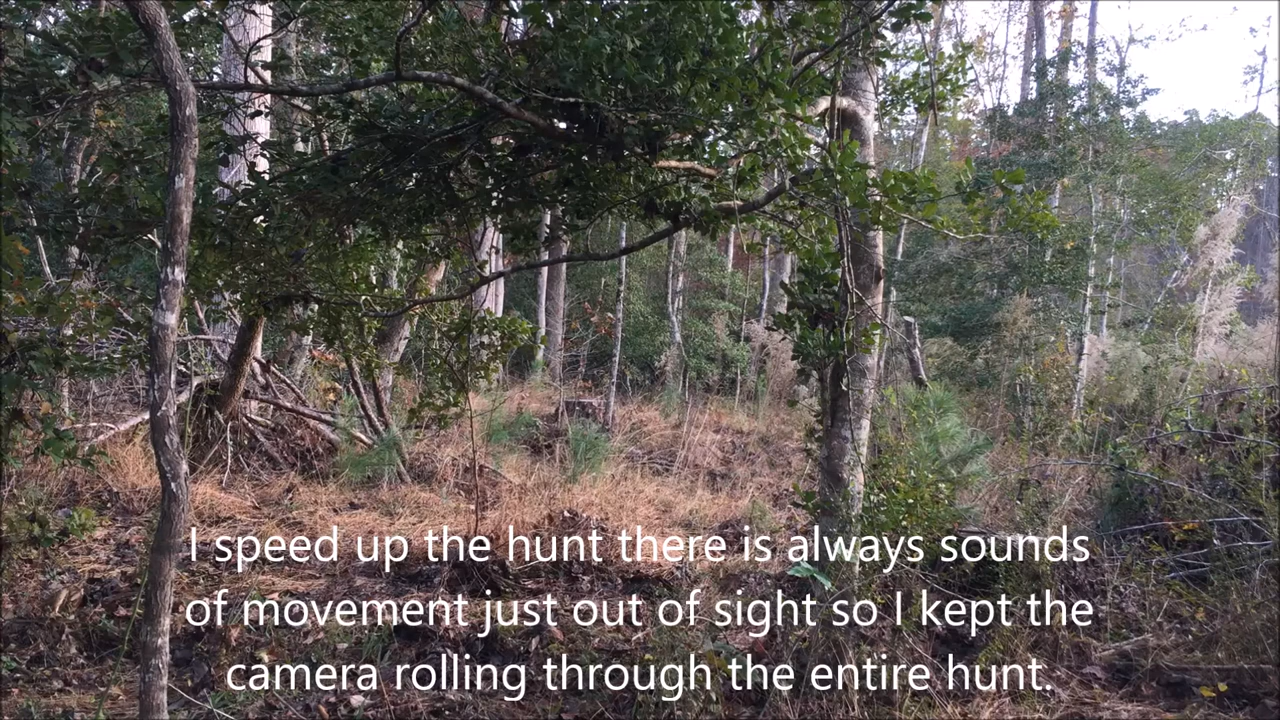 I speed up the hunt there is always sounds
of movement just out of sight so I kept the
camera rolling through the entire hunt.